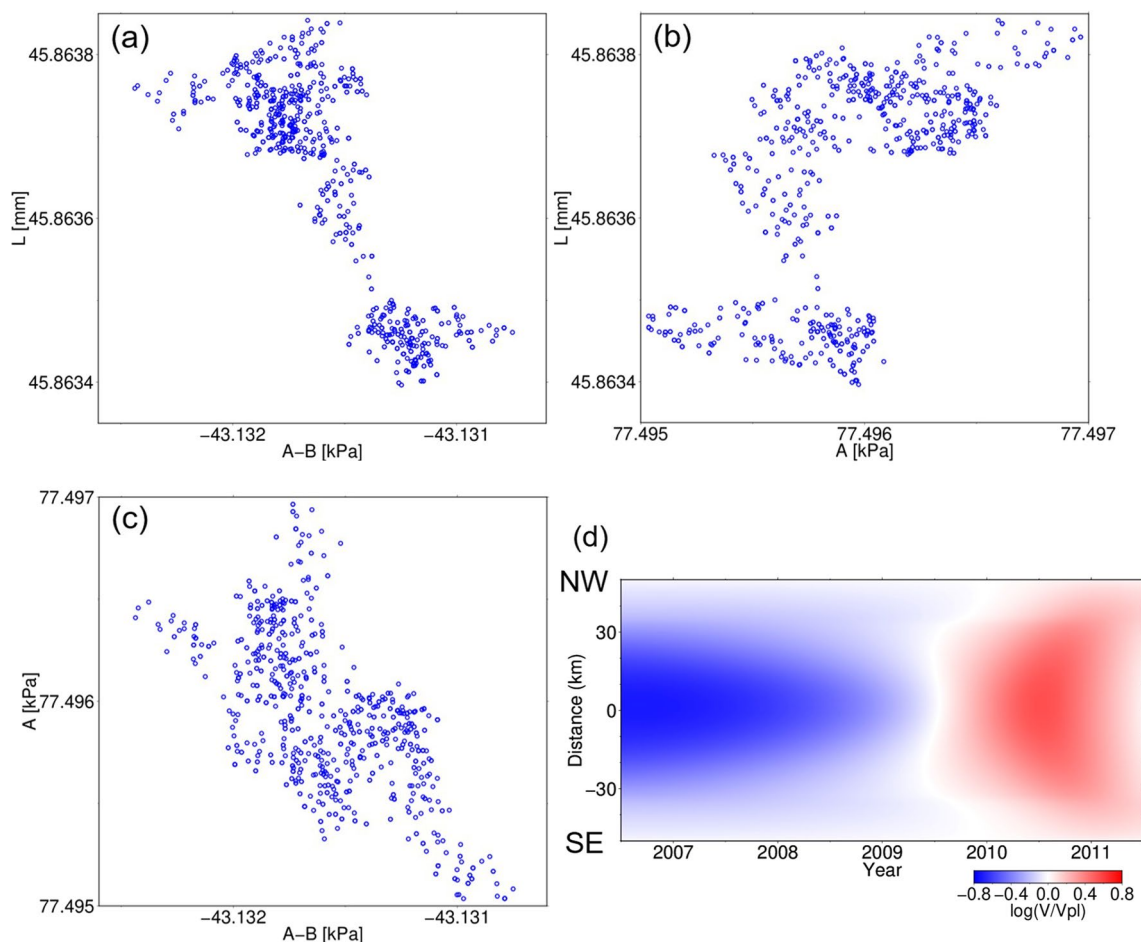 (a)
45.8638
45.8636
45.8634
L [mm]
−43.132
−43.131
A−B [kPa]
(b)
45.8638
45.8636
45.8634
L [mm]
77.495
77.496
77.497
A [kPa]
(c)
77.497
77.496
77.495
A [kPa]
−43.132
−43.131
A−B [kPa]
(d)
NW
30
0
−30
Distance (km)
SE
2007
2008
2009
2010
2011
Year
−0.8
−0.4
0.0
0.4
0.8
log(V/Vpl)